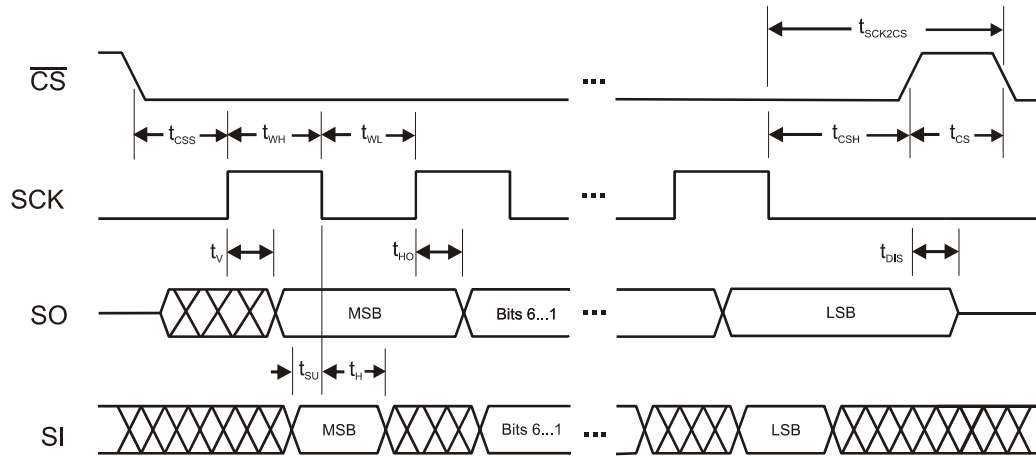 t_SCK2CS
CS
...
t_CSS t_WH t_WL t_CSH t_CS
SCK
...
t_V t_HO t_DIS
SO MSB Bits 6...1 ... LSB
t_SU t_H
SI MSB Bits 6...1 ... LSB